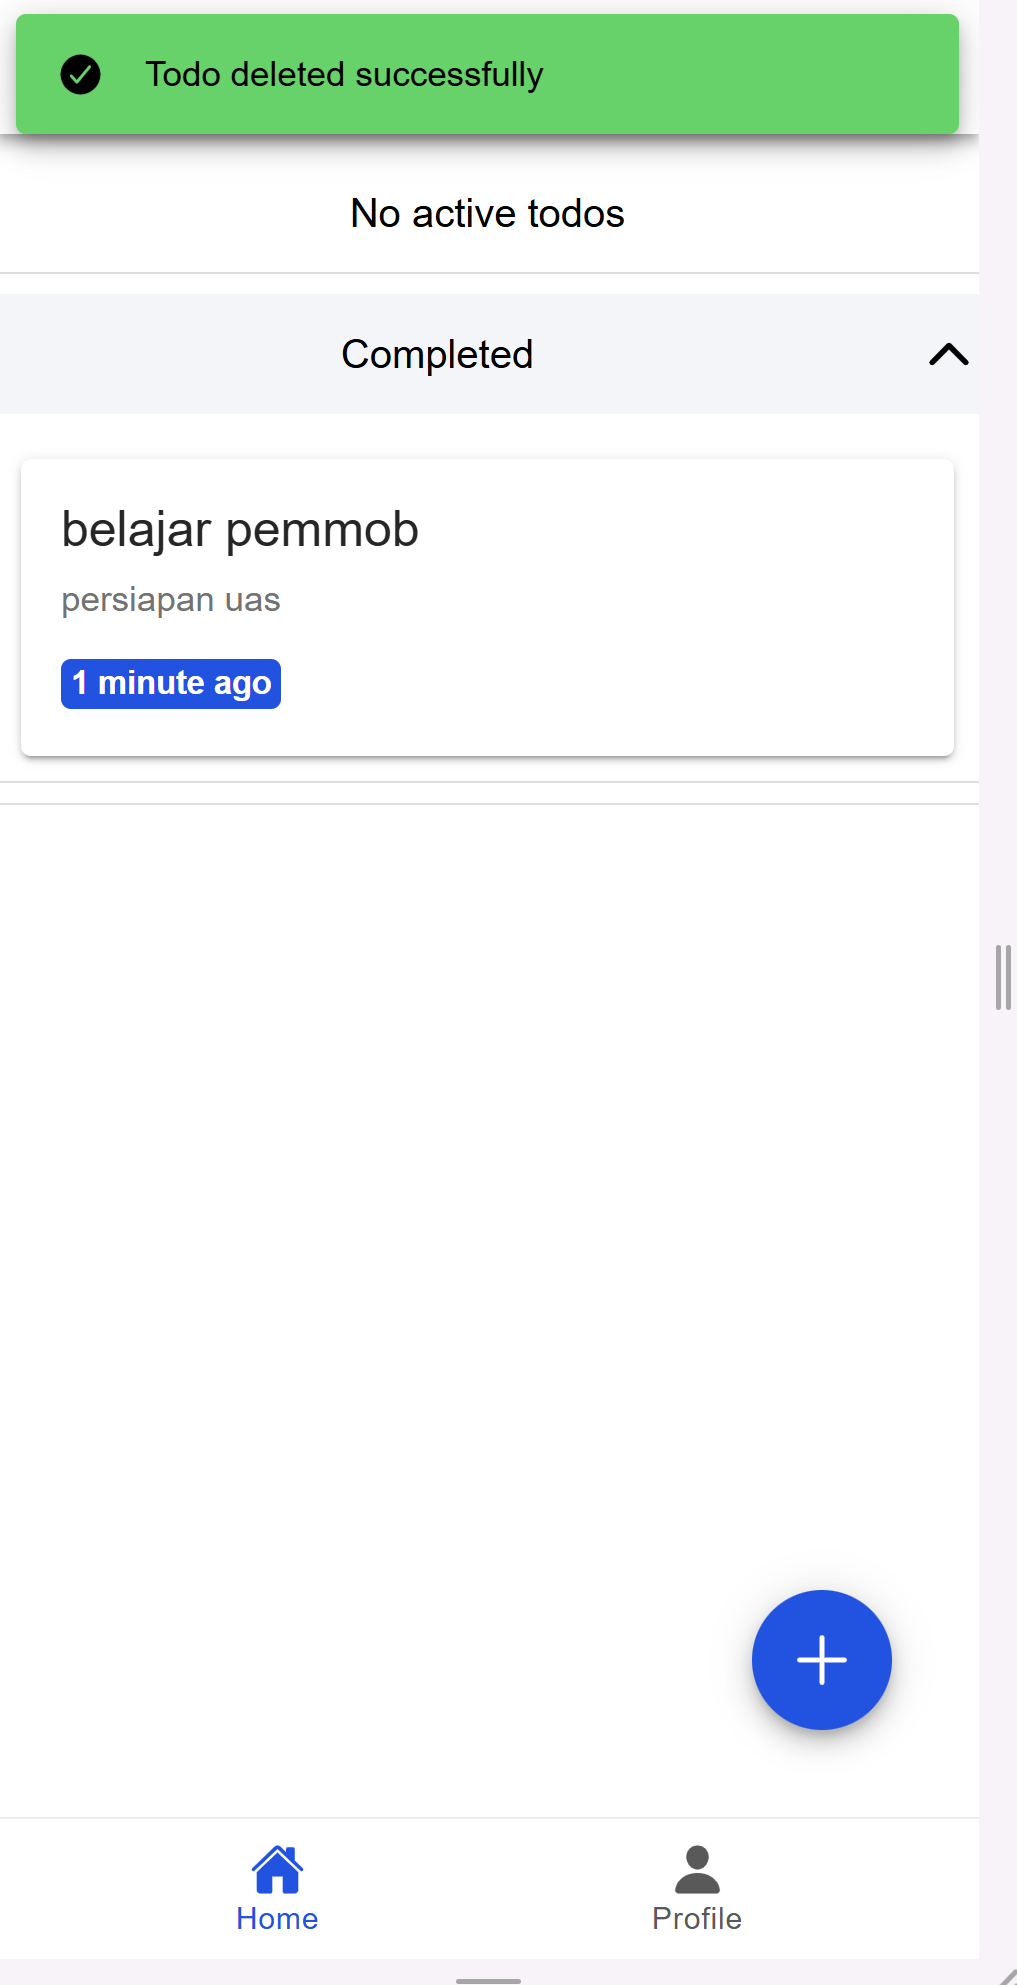 Todo deleted successfully
No active todos
Completed
belajar pemmob
persiapan uas
1 minute ago
Home
Profile